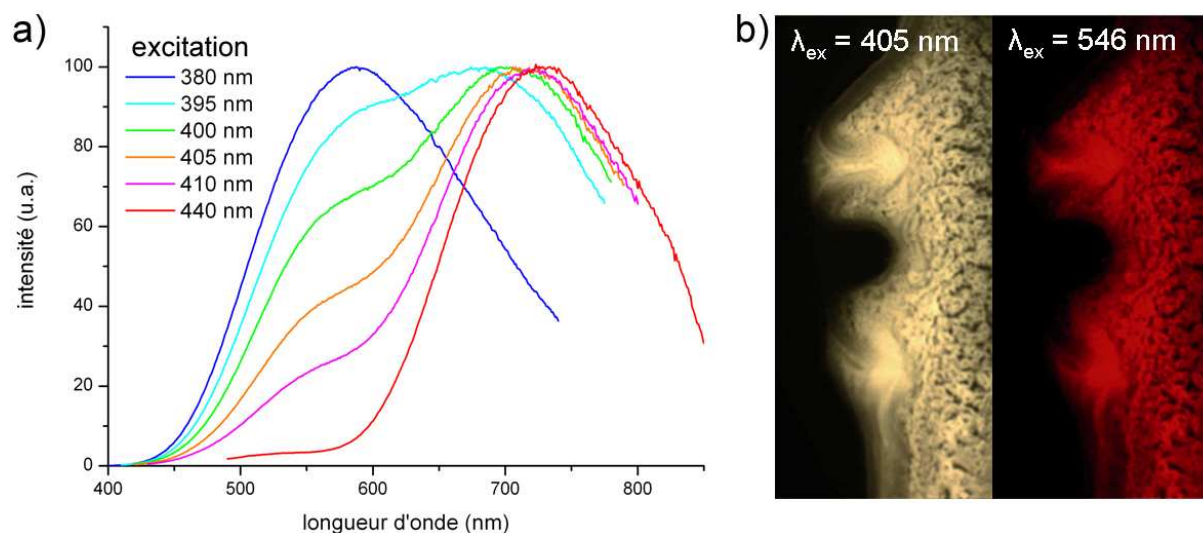 a)
excitation
380 nm
395 nm
400 nm
405 nm
410 nm
440 nm
intensité (u.a.)
100
80
60
40
20
0
400 500 600 700 800
longueur d'onde (nm)
b)
λex = 405 nm
λex = 546 nm